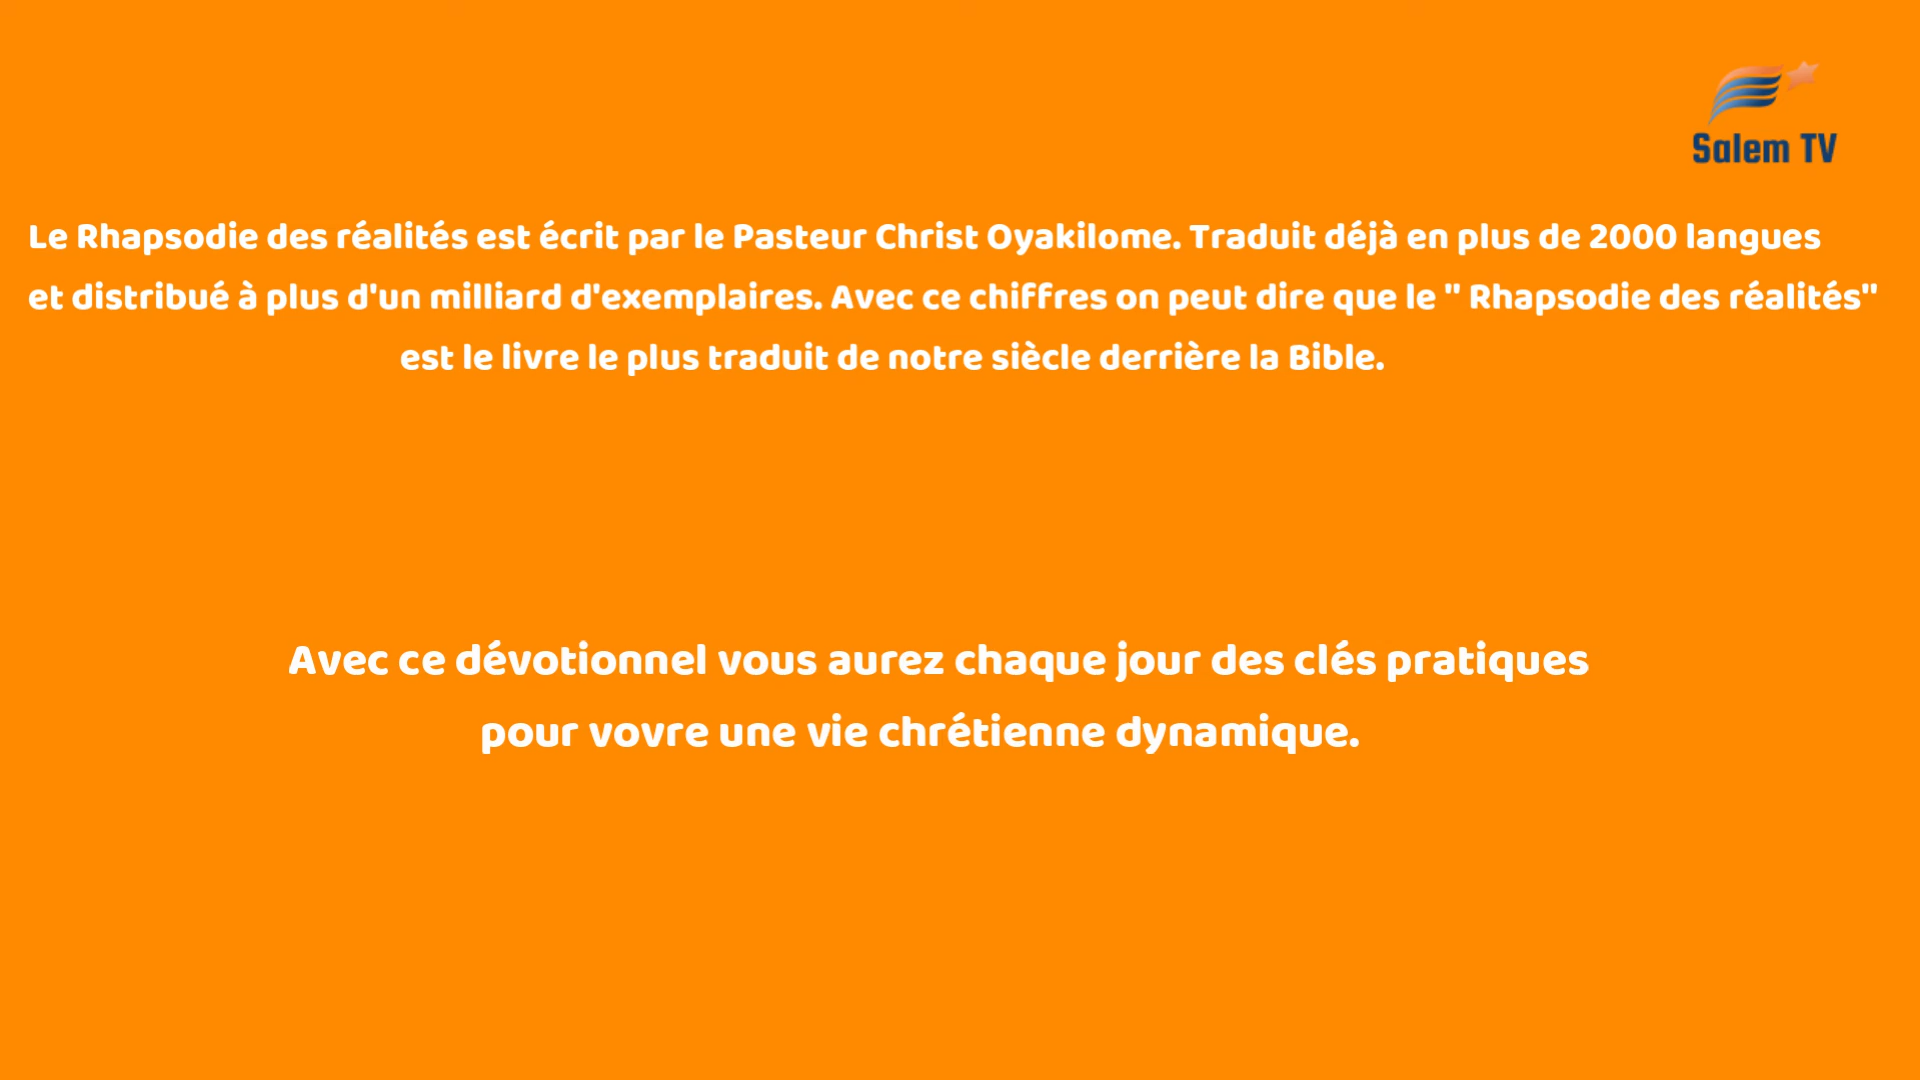 Salem TV
Le Rhapsodie des réalités est écrit par le Pasteur Christ Oyakilome. Traduit déjà en plus de 2000 langues
et distribué à plus d'un milliard d'exemplaires. Avec ce chiffres on peut dire que le " Rhapsodie des réalités"
est le livre le plus traduit de notre siècle derrière la Bible.
Avec ce dévotionnel vous aurez chaque jour des clés pratiques
pour vovre une vie chrétienne dynamique.